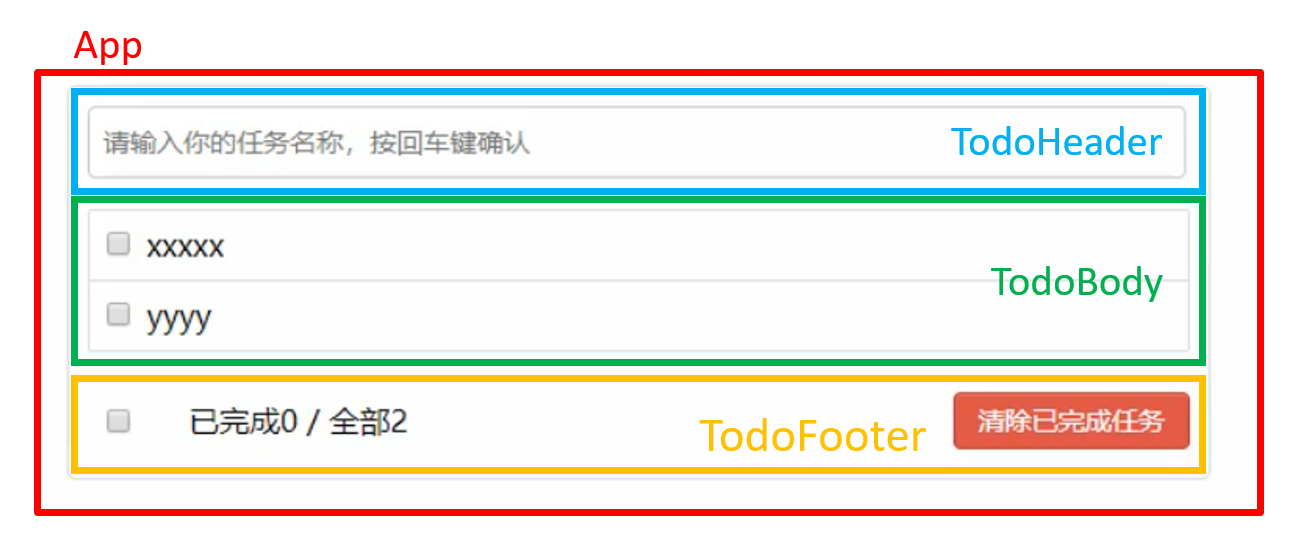 App
请输入你的任务名称，按回车键确认 TodoHeader
xxxxx
TodoBody
yyyy
已完成0 / 全部2 TodoFooter 清除已完成任务